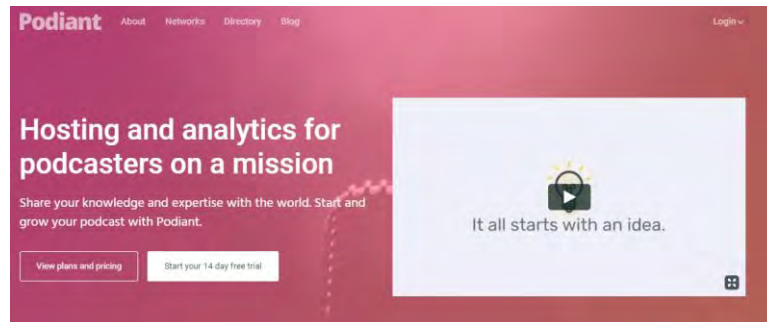 Podiant About Networks Directory Blog Login
Hosting and analytics for
podcasters on a mission
Share your knowledge and expertise with the world. Start and
grow your podcast with Podiant.
View plans and pricing Start your 14 day free trial
It all starts with an idea.